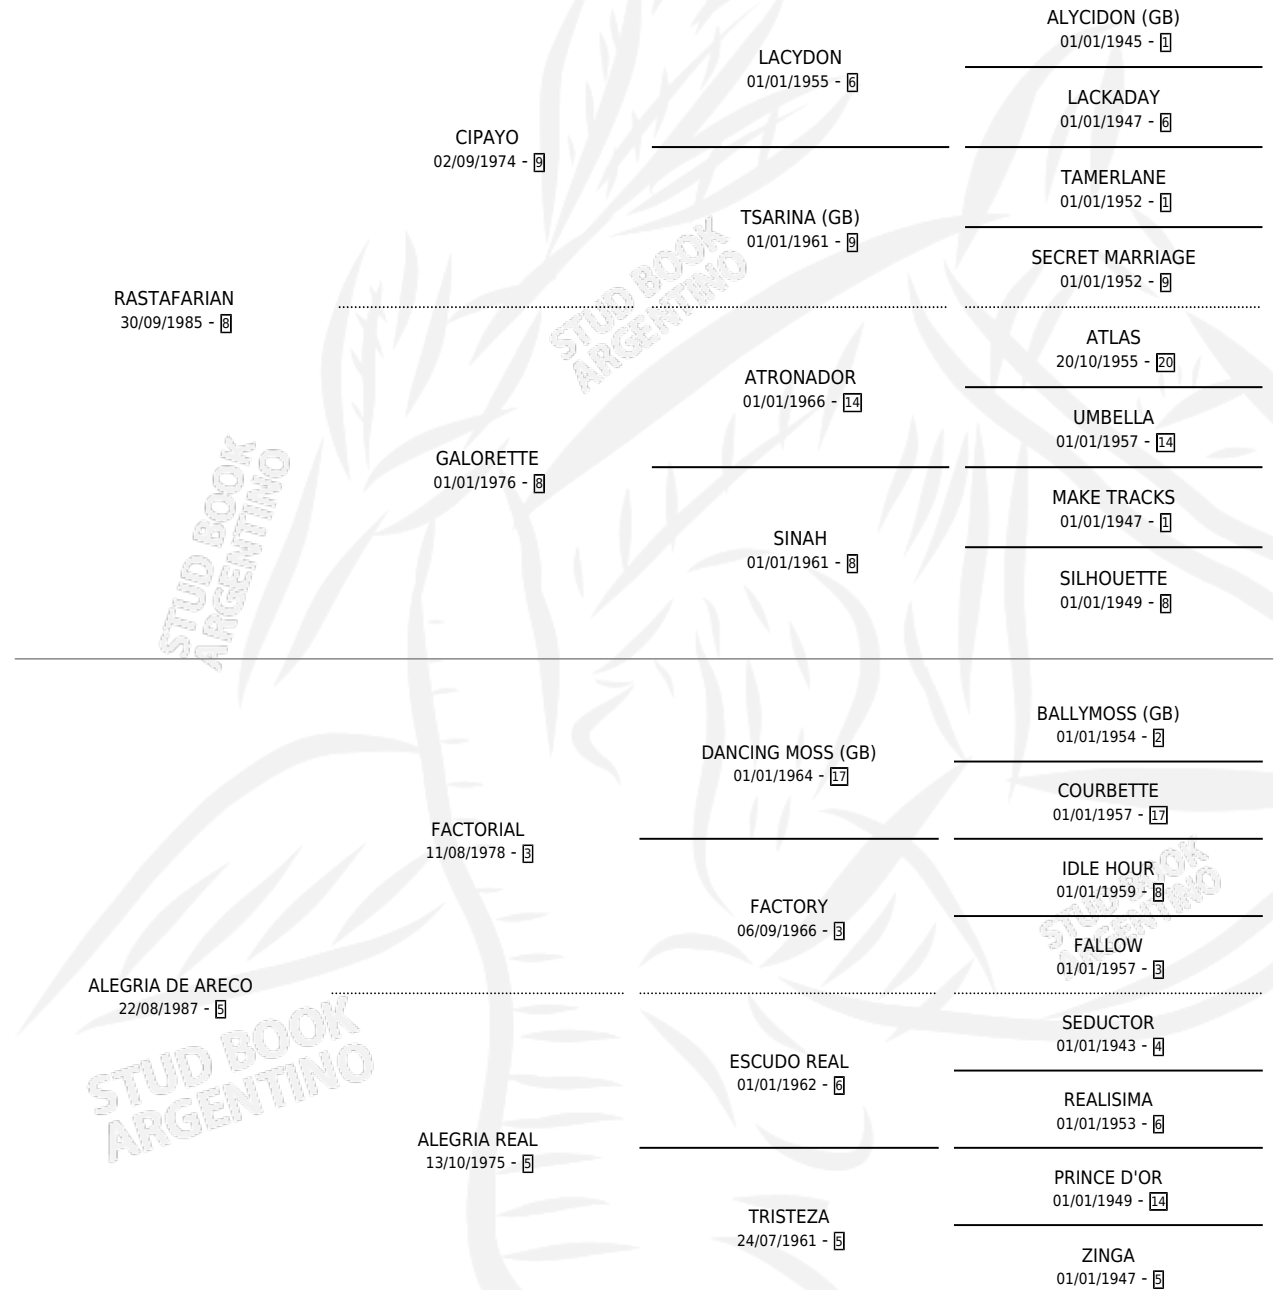 ALYCIDON (GB)
01/01/1945 - 1
LACYDON
01/01/1955 - 6
LACKADAY
01/01/1947 - 6
CIPAYO
02/09/1974 - 9
TAMERLANE
01/01/1952 - 1
TSARINA (GB)
01/01/1961 - 9
SECRET MARRIAGE
01/01/1952 - 9
RASTAFARIAN
30/09/1985 - 8
ATLAS
20/10/1955 - 20
ATRONADOR
01/01/1966 - 14
UMBELLA
01/01/1957 - 14
GALORETTE
01/01/1976 - 8
MAKE TRACKS
01/01/1947 - 1
SINAH
01/01/1961 - 8
SILHOUETTE
01/01/1949 - 8
BALLYMOSS (GB)
01/01/1954 - 2
DANCING MOSS (GB)
01/01/1964 - 17
COURBETTE
01/01/1957 - 17
FACTORIAL
11/08/1978 - 3
IDLE HOUR
01/01/1959 - 8
FACTORY
06/09/1966 - 3
FALLOW
01/01/1957 - 3
ALEGRIA DE ARECO
22/08/1987 - 5
SEDUCTOR
01/01/1943 - 4
ESCUDO REAL
01/01/1962 - 6
REALISIMA
01/01/1953 - 6
ALEGRIA REAL
13/10/1975 - 5
PRINCE D'OR
01/01/1949 - 14
TRISTEZA
24/07/1961 - 5
ZINGA
01/01/1947 - 5
STUD BOOK
ARGENTINO
STUD BOOK
ARGENTINO
STUD BOOK
ARGENTINO
STUD BOOK
ARGENTINO